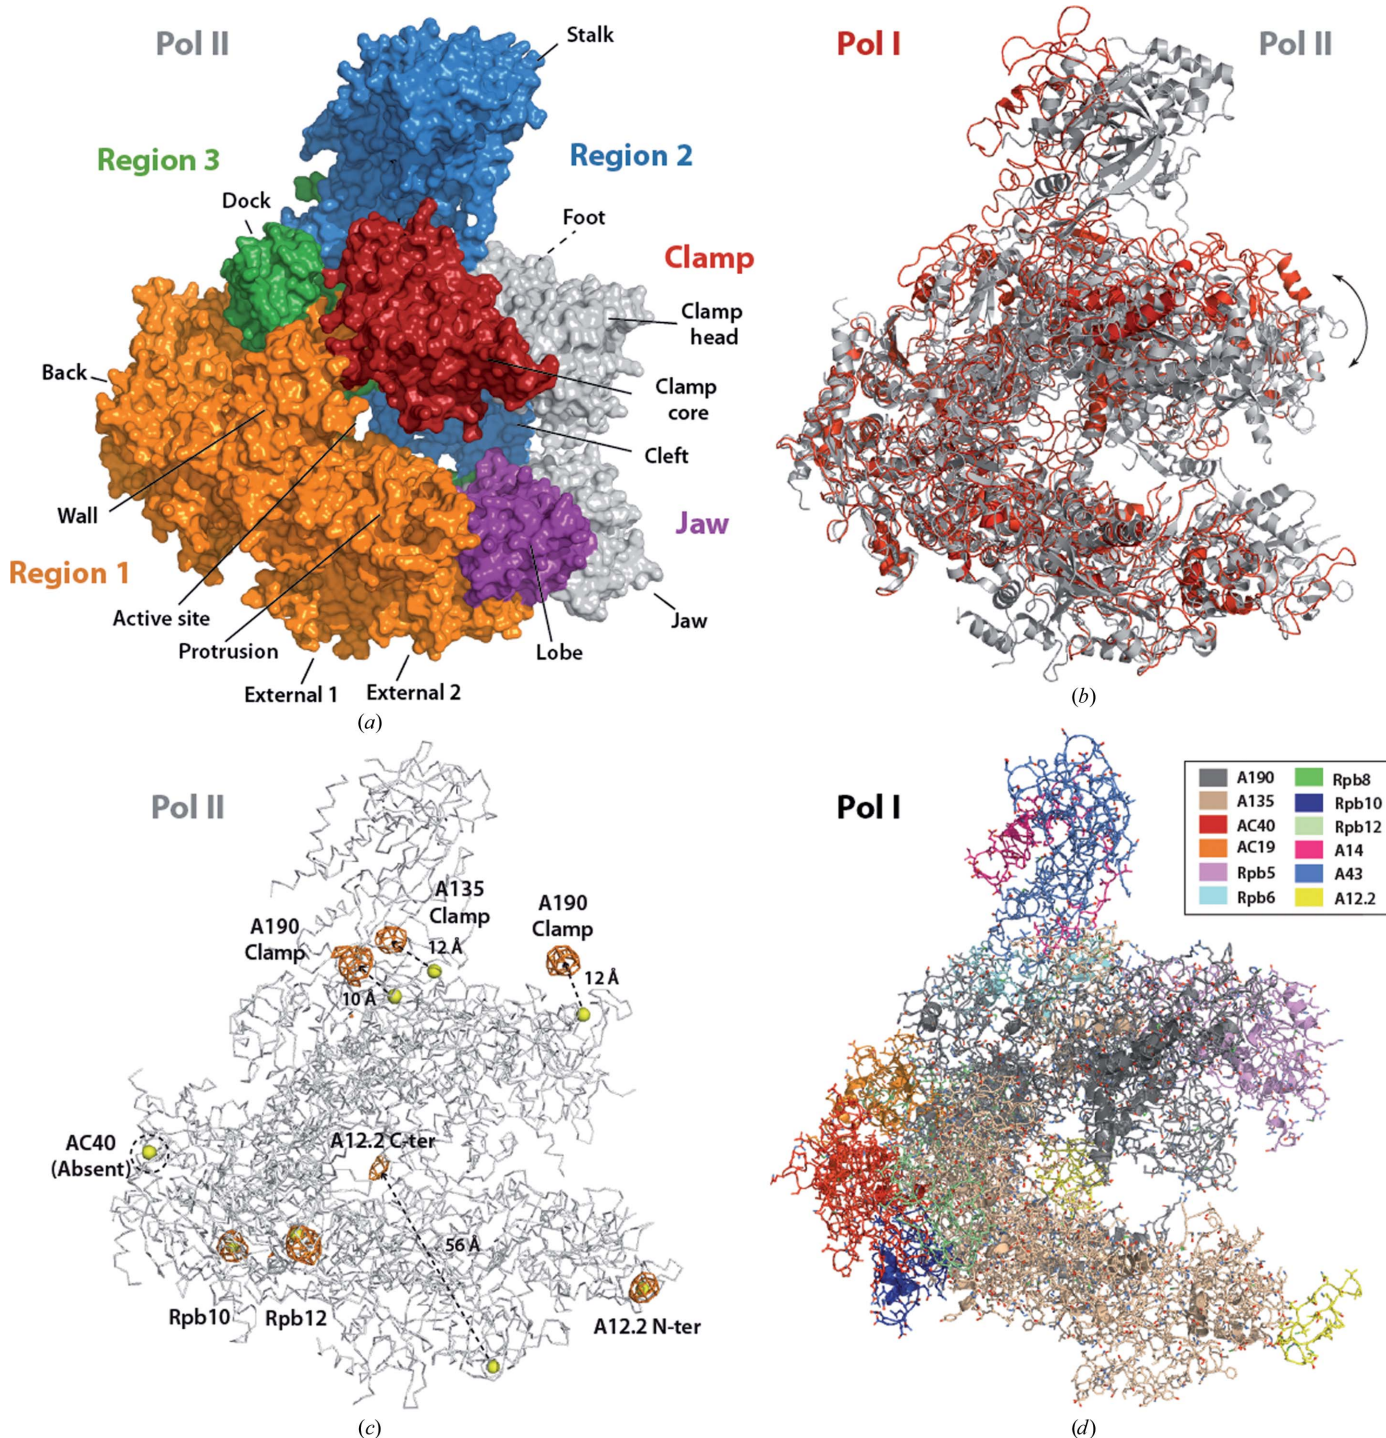 Pol II
Stalk
Region 3
Region 2
Dock
Foot
Clamp
Clamp
head
Back
Clamp
core
Cleft
Wall
Jaw
Region 1
Active site
Protrusion
Lobe
Jaw
External 1
External 2
(a)
Pol I
Pol II
(b)
Pol II
A135
Clamp
A190
Clamp
A190
Clamp
12 Å
10 Å
12 Å
AC40
(Absent)
A12.2 C-ter
56 Å
Rpb10
Rpb12
A12.2 N-ter
(c)
Pol I
A190
A135
AC40
AC19
Rpb5
Rpb6
Rpb8
Rpb10
Rpb12
A14
A43
A12.2
(d)